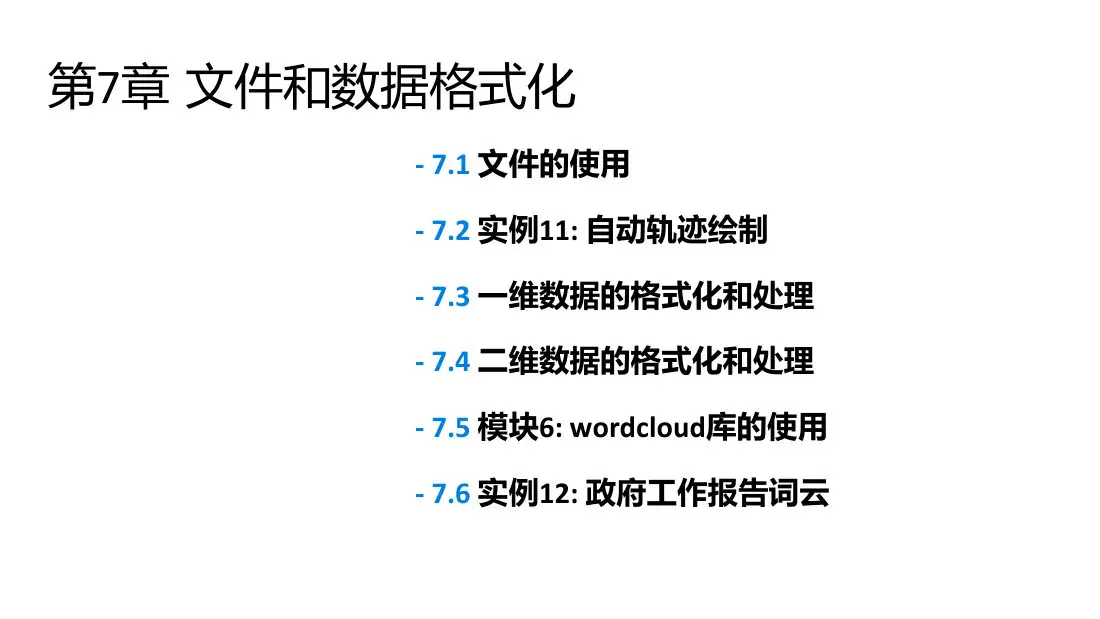 第7章 文件和数据格式化
- 7.1 文件的使用
- 7.2 实例11: 自动轨迹绘制
- 7.3 一维数据的格式化和处理
- 7.4 二维数据的格式化和处理
- 7.5 模块6: wordcloud库的使用
- 7.6 实例12: 政府工作报告词云